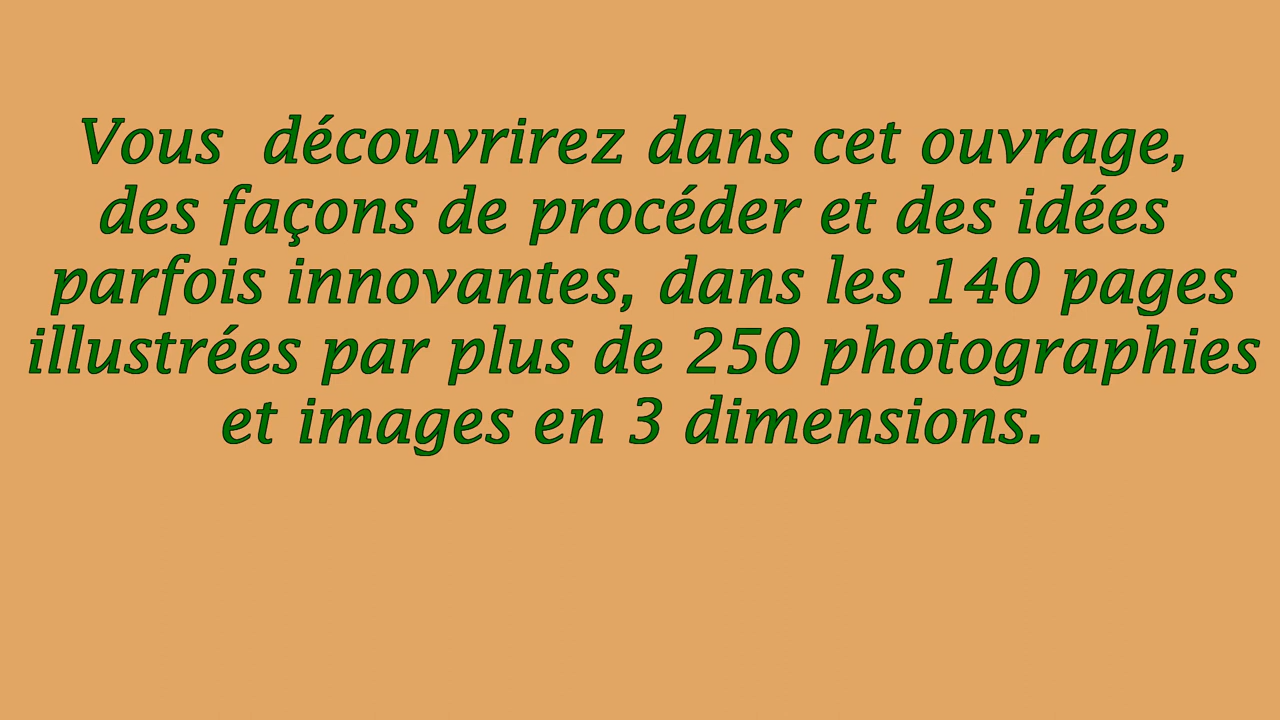 Vous  découvrirez dans cet ouvrage,
des façons de procéder et des idées
parfois innovantes, dans les 140 pages
illustrées par plus de 250 photographies
et images en 3 dimensions.